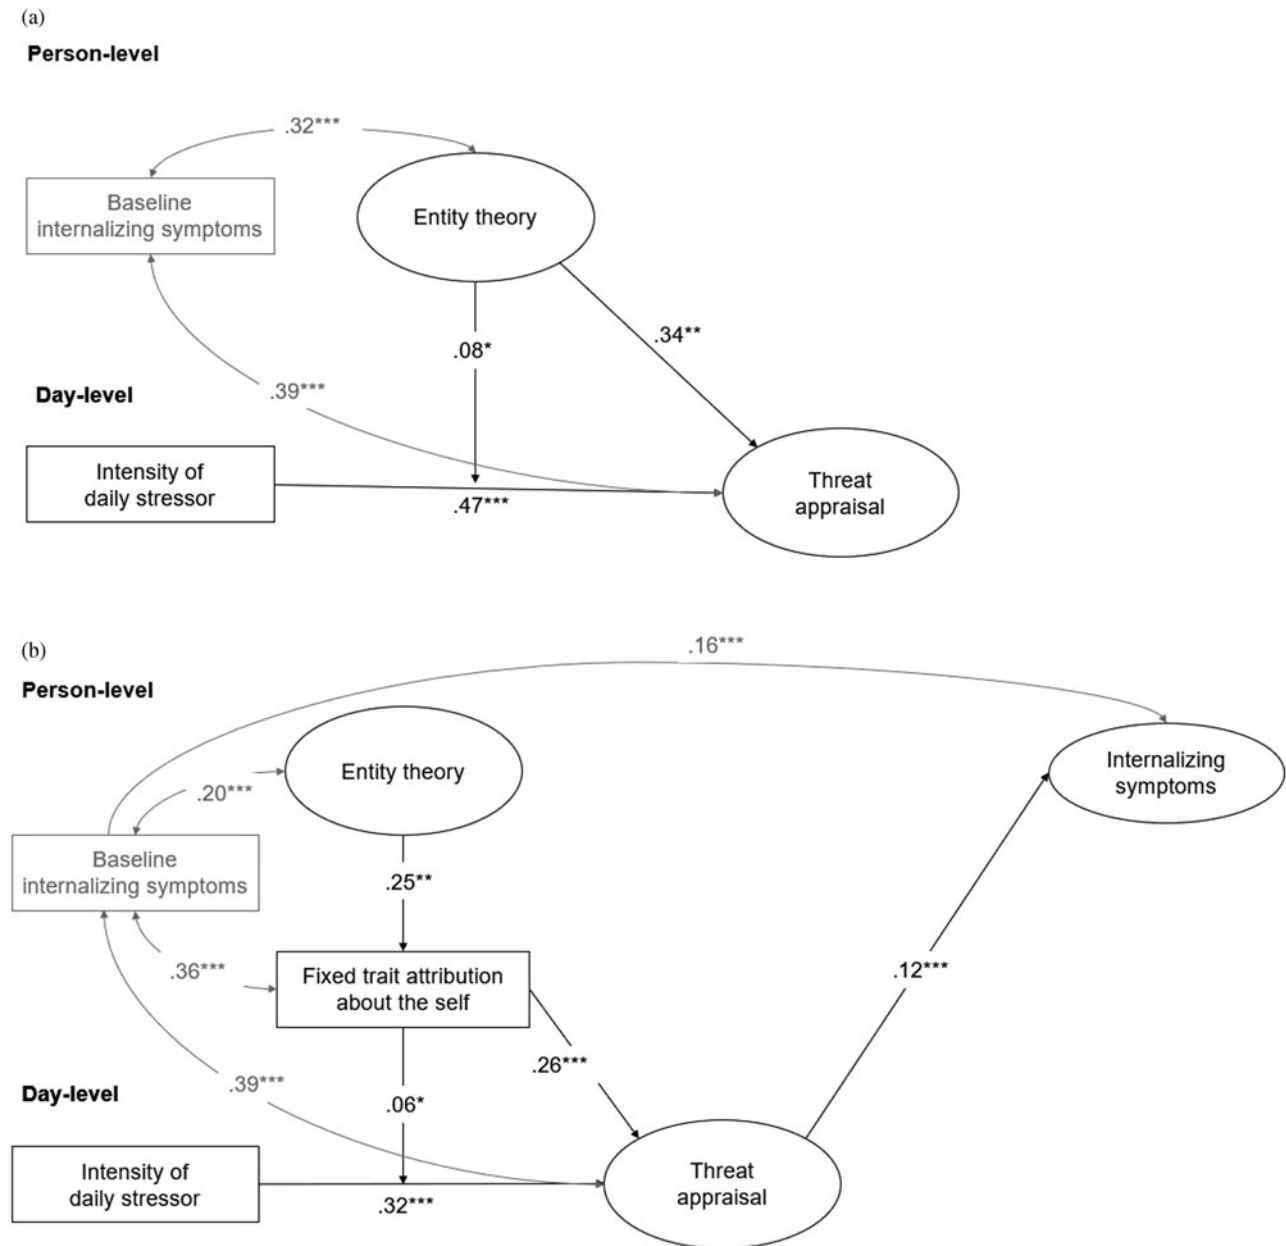 (a)
Person-level
.32***
Baseline
internalizing symptoms
Entity theory
.08*
.34**
.39***
Day-level
Intensity of
daily stressor
.47***
Threat
appraisal
(b)
.16***
Person-level
Entity theory
Internalizing
symptoms
.20***
Baseline
internalizing symptoms
.25**
.36***
Fixed trait attribution
about the self
.12***
.26***
.39***
Day-level
.06*
Intensity of
daily stressor
.32***
Threat
appraisal